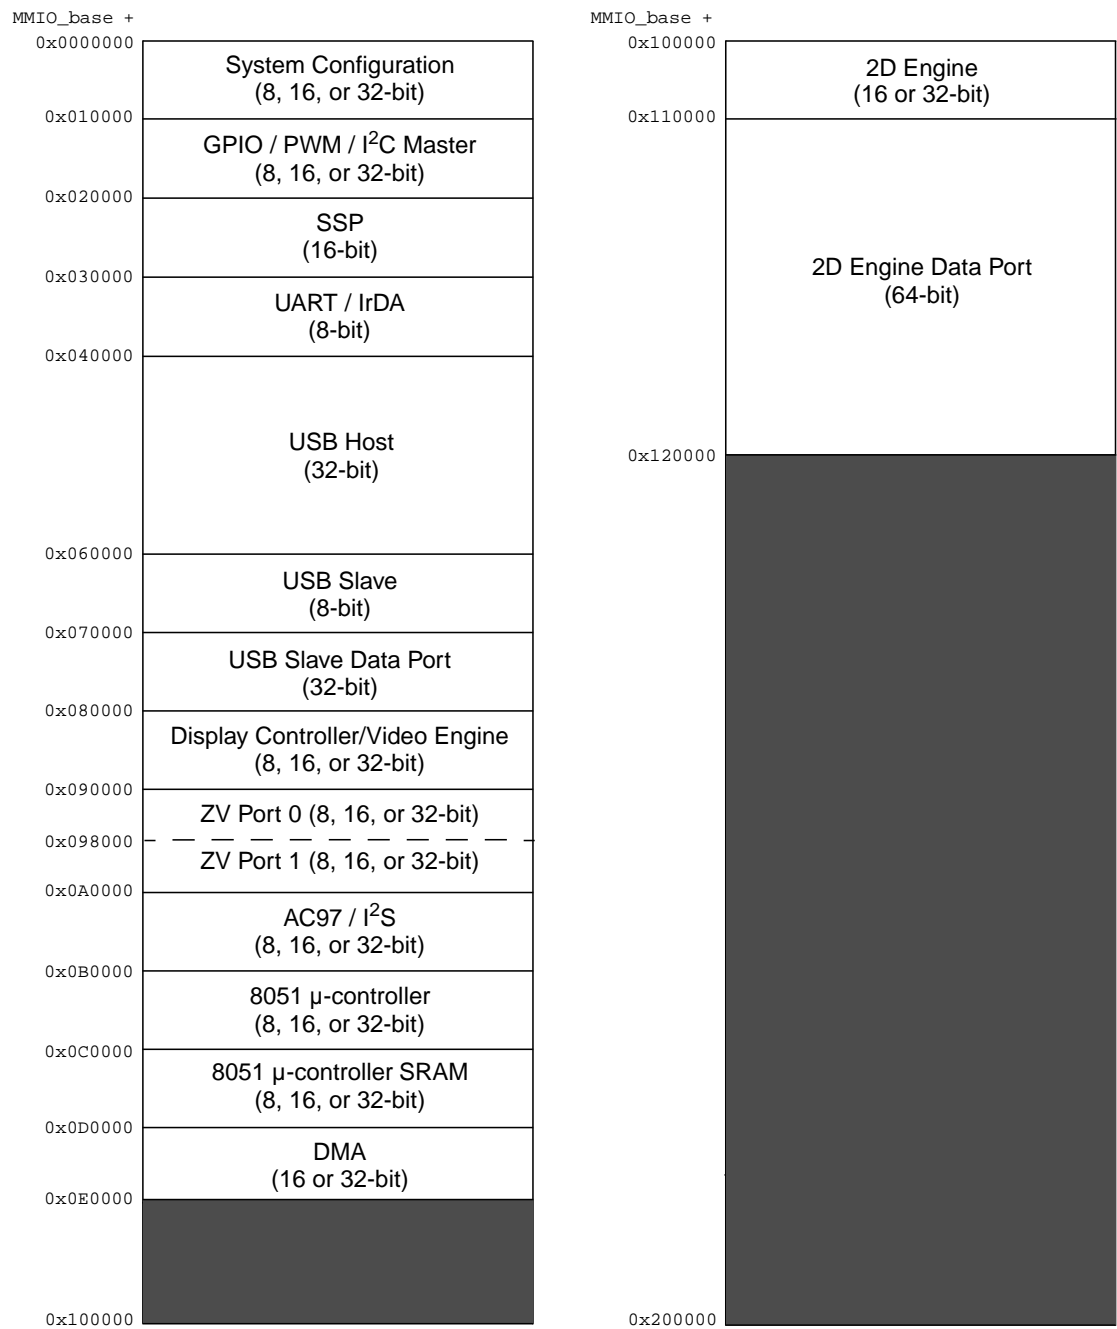 MMIO_base +
0x0000000
System Configuration
(8, 16, or 32-bit)
0x010000
GPIO / PWM / I²C Master
(8, 16, or 32-bit)
0x020000
SSP
(16-bit)
0x030000
UART / IrDA
(8-bit)
0x040000
USB Host
(32-bit)
0x060000
USB Slave
(8-bit)
0x070000
USB Slave Data Port
(32-bit)
0x080000
Display Controller/Video Engine
(8, 16, or 32-bit)
0x090000
ZV Port 0 (8, 16, or 32-bit)
0x098000
ZV Port 1 (8, 16, or 32-bit)
0x0A0000
AC97 / I²S
(8, 16, or 32-bit)
0x0B0000
8051 µ-controller
(8, 16, or 32-bit)
0x0C0000
8051 µ-controller SRAM
(8, 16, or 32-bit)
0x0D0000
DMA
(16 or 32-bit)
0x0E0000
0x100000
MMIO_base +
0x100000
2D Engine
(16 or 32-bit)
0x110000
2D Engine Data Port
(64-bit)
0x120000
0x200000